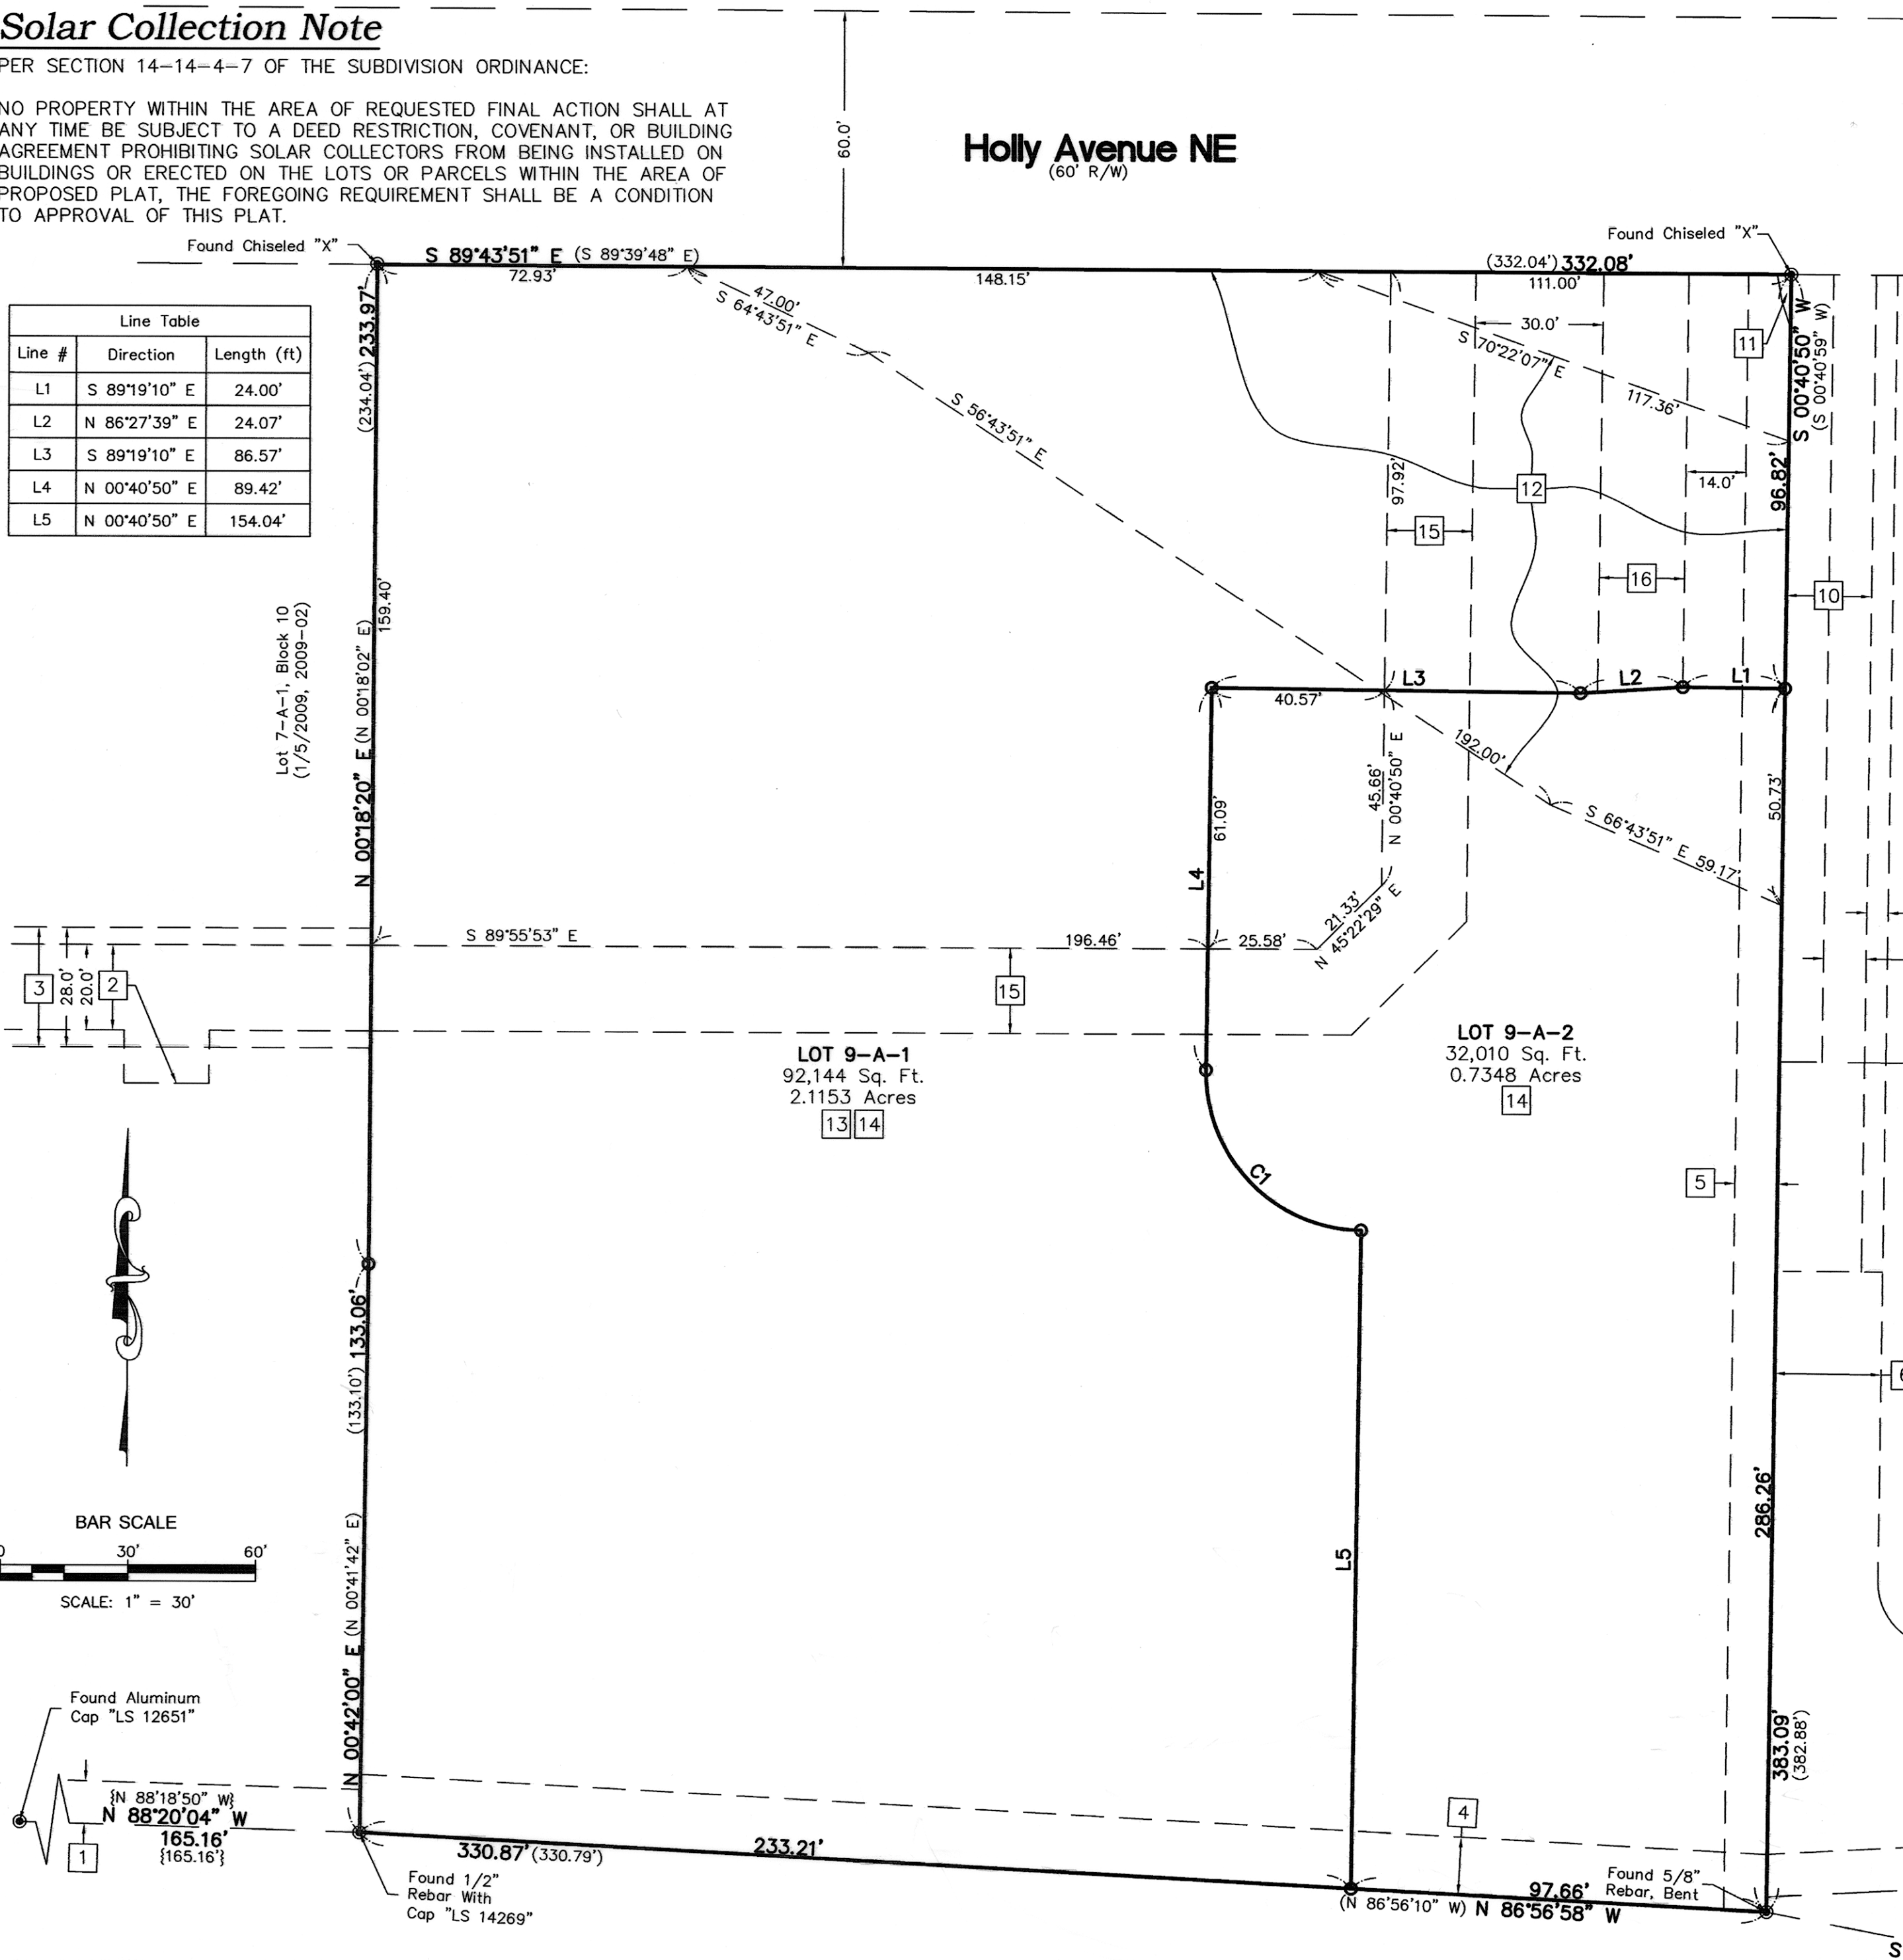 Solar Collection Note
PER SECTION 14-14-4-7 OF THE SUBDIVISION ORDINANCE:
NO PROPERTY WITHIN THE AREA OF REQUESTED FINAL ACTION SHALL AT
ANY TIME BE SUBJECT TO A DEED RESTRICTION, COVENANT, OR BUILDING
AGREEMENT PROHIBITING SOLAR COLLECTORS FROM BEING INSTALLED ON
BUILDINGS OR ERECTED ON THE LOTS OR PARCELS WITHIN THE AREA OF
PROPOSED PLAT, THE FOREGOING REQUIREMENT SHALL BE A CONDITION
TO APPROVAL OF THIS PLAT.
60.0'
Holly Avenue NE
(60' R/W)
Found Chiseled "X"
S 89°43'51" E (S 89°39'48" E)
72.93'
148.15'
(332.04') 332.08'
111.00'
Found Chiseled "X"
Line Table
Line # Direction Length (ft)
L1 S 89°19'10" E 24.00'
L2 N 86°27'39" E 24.07'
L3 S 89°19'10" E 86.57'
L4 N 00°40'50" E 89.42'
L5 N 00°40'50" E 154.04'
(234.04') 233.97'
47.00'
S 64°43'51" E
S 56°43'51" E
30.0'
S 70°22'07" E
117.36'
11
S 00°40'50" W
(S 00°40'59" W)
96.82'
97.92'
14.0'
12
15
16
10
159.40'
Lot 7-A-1, Block 10
(1/5/2009, 2009-02)
N 00°18'20" E (N 00°18'02" E)
L3
L2
L1
40.57'
192.00'
45.66'
N 00°40'50" E
61.09'
L4
50.73'
S 66°43'51" E 59.17'
21.33'
N 45°22'29" E
S 89°55'53" E
196.46'
25.58'
3
28.0'
20.0'
2
15
LOT 9-A-1
92,144 Sq. Ft.
2.1153 Acres
13 14
LOT 9-A-2
32,010 Sq. Ft.
0.7348 Acres
14
C1
5
(133.10') 133.06'
N 00°42'00" E (N 00°41'42" E)
L5
286.26'
383.09'
(382.88')
BAR SCALE
0 30' 60'
SCALE: 1" = 30'
Found Aluminum
Cap "LS 12651"
{N 88°18'50" W}
N 88°20'04" W
165.16'
{165.16'}
1
330.87' (330.79')
233.21'
Found 1/2"
Rebar With
Cap "LS 14269"
4
Found 5/8"
Rebar, Bent
97.66'
(N 86°56'10" W) N 86°56'58" W
S